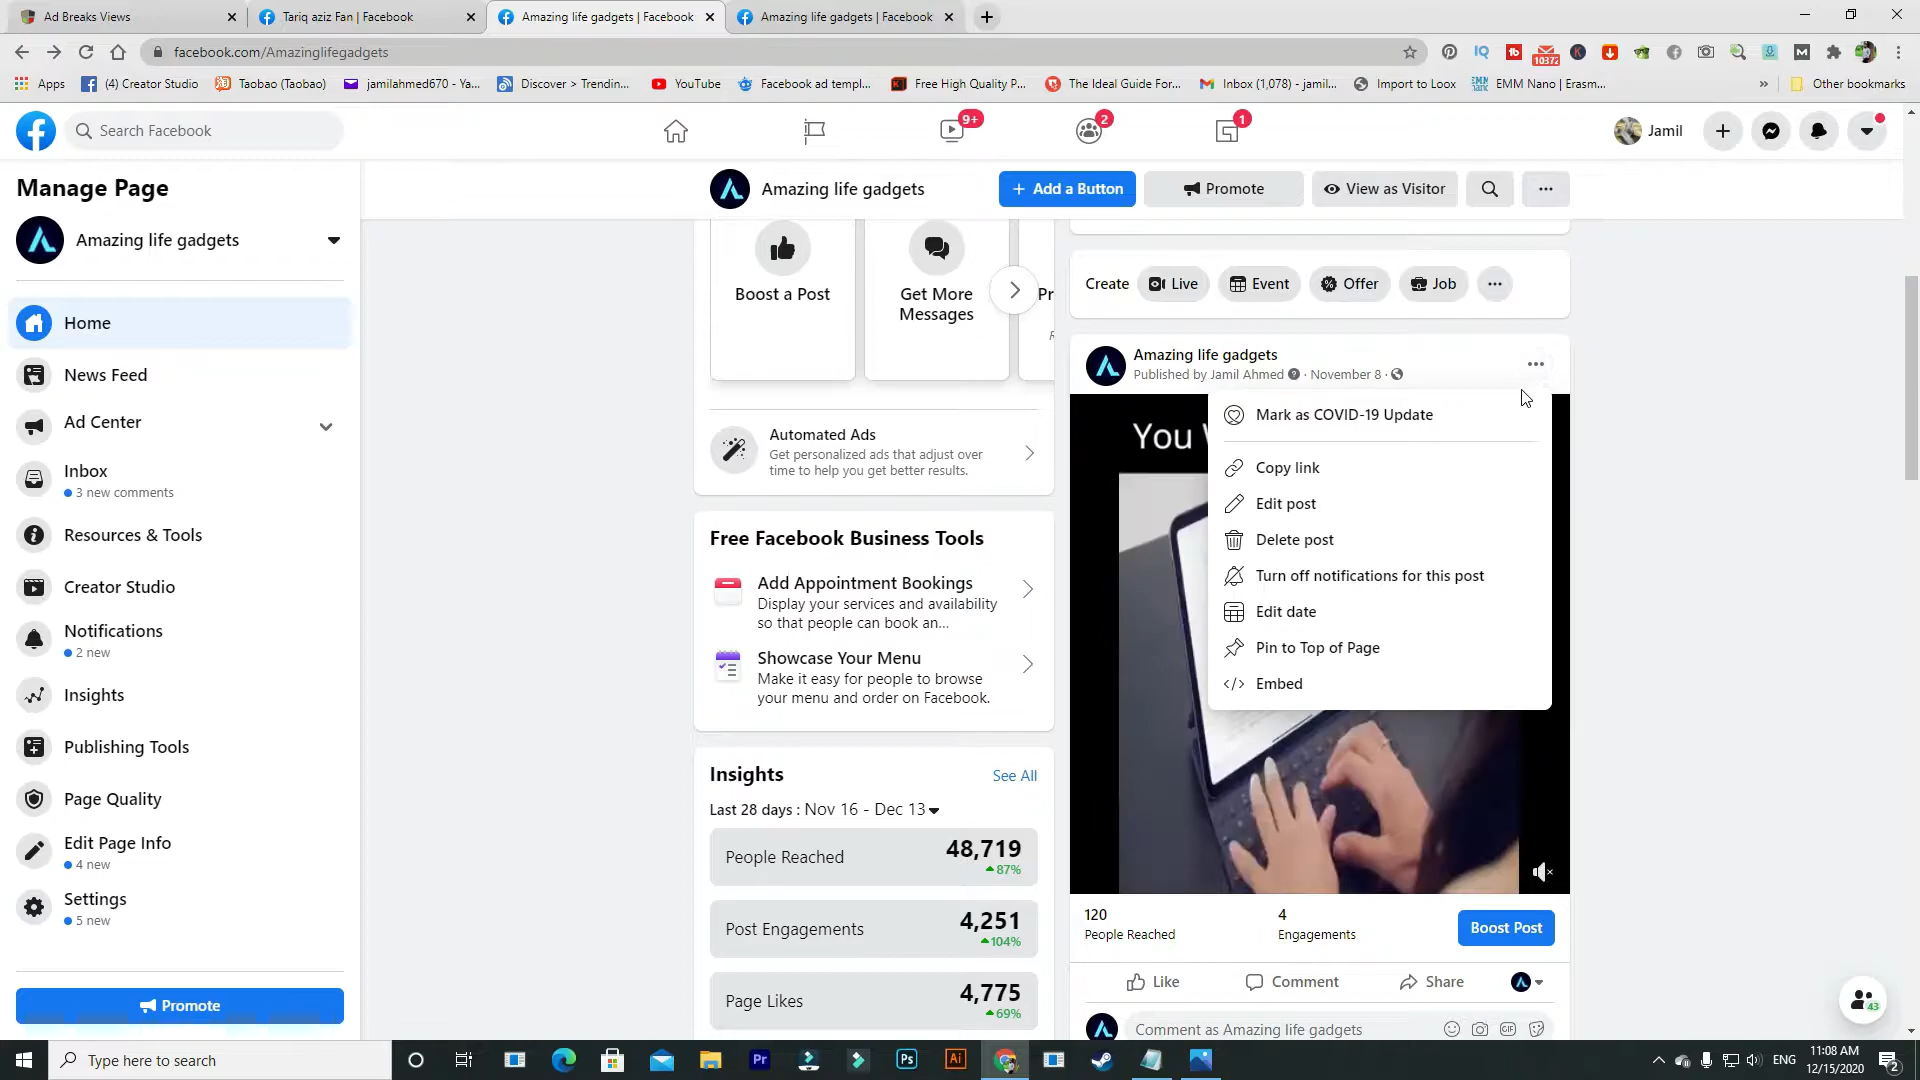 Ad Breaks Views
Tariq aziz Fan | Facebook
Amazing life gadgets | Facebook
Amazing life gadgets | Facebook
facebook.com/Amazinglifegadgets
10372
Apps
(4) Creator Studio
Taobao (Taobao)
jamilahmed670 - Ya...
Discover > Trendin...
YouTube
Facebook ad templ...
Free High Quality P...
The Ideal Guide For...
Inbox (1,078) - jamil...
Import to Loox
EMM Nano | Erasm...
Other bookmarks
Search Facebook
9+
2
1
Jamil
Manage Page
Amazing life gadgets
Home
News Feed
Ad Center
Inbox
3 new comments
Resources & Tools
Creator Studio
Notifications
2 new
Insights
Publishing Tools
Page Quality
Edit Page Info
4 new
Settings
5 new
Promote
Amazing life gadgets
+ Add a Button
Promote
View as Visitor
Boost a Post
Get More
Messages
Pr
Automated Ads
Get personalized ads that adjust over
time to help you get better results.
Free Facebook Business Tools
Add Appointment Bookings
Display your services and availability
so that people can book an...
Showcase Your Menu
Make it easy for people to browse
your menu and order on Facebook.
Insights
See All
Last 28 days : Nov 16 - Dec 13
People Reached
48,719
87%
Post Engagements
4,251
104%
Page Likes
4,775
69%
Create
Live
Event
Offer
Job
Amazing life gadgets
Published by Jamil Ahmed · November 8 ·
You
Mark as COVID-19 Update
Copy link
Edit post
Delete post
Turn off notifications for this post
Edit date
Pin to Top of Page
Embed
120
People Reached
4
Engagements
Boost Post
Like
Comment
Share
Comment as Amazing life gadgets
GIF
43
Type here to search
Pr
Ps
Ai
ENG
11:08 AM
12/15/2020
2